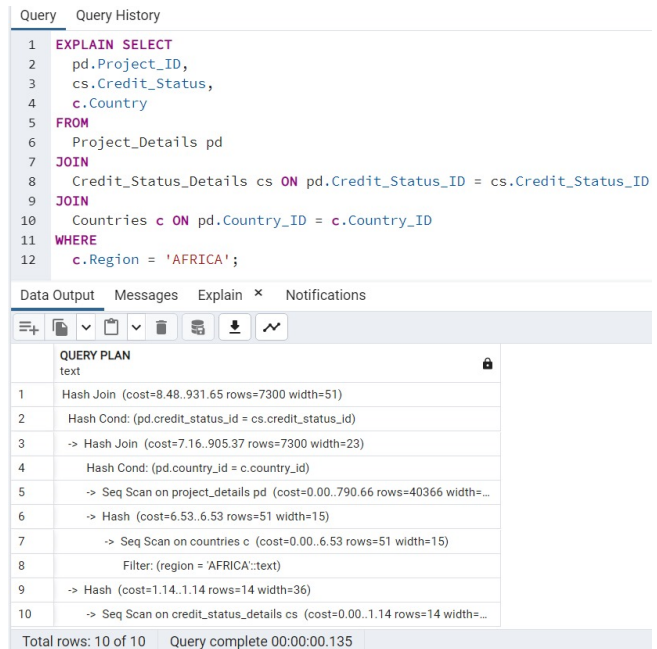 Query Query History
1 EXPLAIN SELECT
2 pd.Project_ID,
3 cs.Credit_Status,
4 c.Country
5 FROM
6 Project_Details pd
7 JOIN
8 Credit_Status_Details cs ON pd.Credit_Status_ID = cs.Credit_Status_ID
9 JOIN
10 Countries c ON pd.Country_ID = c.Country_ID
11 WHERE
12 c.Region = 'AFRICA';
Data Output Messages Explain × Notifications
QUERY PLAN
text
1 Hash Join (cost=8.48..931.65 rows=7300 width=51)
2 Hash Cond: (pd.credit_status_id = cs.credit_status_id)
3 -> Hash Join (cost=7.16..905.37 rows=7300 width=23)
4 Hash Cond: (pd.country_id = c.country_id)
5 -> Seq Scan on project_details pd (cost=0.00..790.66 rows=40366 width=...
6 -> Hash (cost=6.53..6.53 rows=51 width=15)
7 -> Seq Scan on countries c (cost=0.00..6.53 rows=51 width=15)
8 Filter: (region = 'AFRICA'::text)
9 -> Hash (cost=1.14..1.14 rows=14 width=36)
10 -> Seq Scan on credit_status_details cs (cost=0.00..1.14 rows=14 width=...
Total rows: 10 of 10 Query complete 00:00:00.135